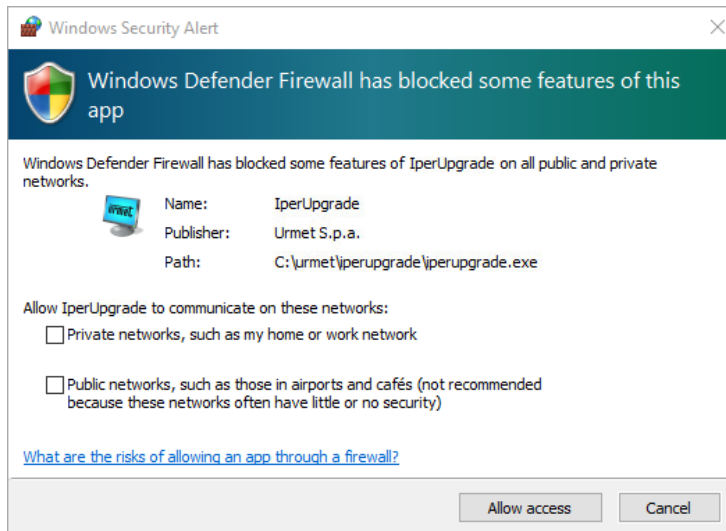 Windows Security Alert
Windows Defender Firewall has blocked some features of this
app
Windows Defender Firewall has blocked some features of IperUpgrade on all public and private
networks.
urmet
Name: IperUpgrade
Publisher: Urmet S.p.a.
Path: C:\urmet\iperupgrade\iperupgrade.exe
Allow IperUpgrade to communicate on these networks:
Private networks, such as my home or work network
Public networks, such as those in airports and cafés (not recommended
because these networks often have little or no security)
What are the risks of allowing an app through a firewall?
Allow access Cancel